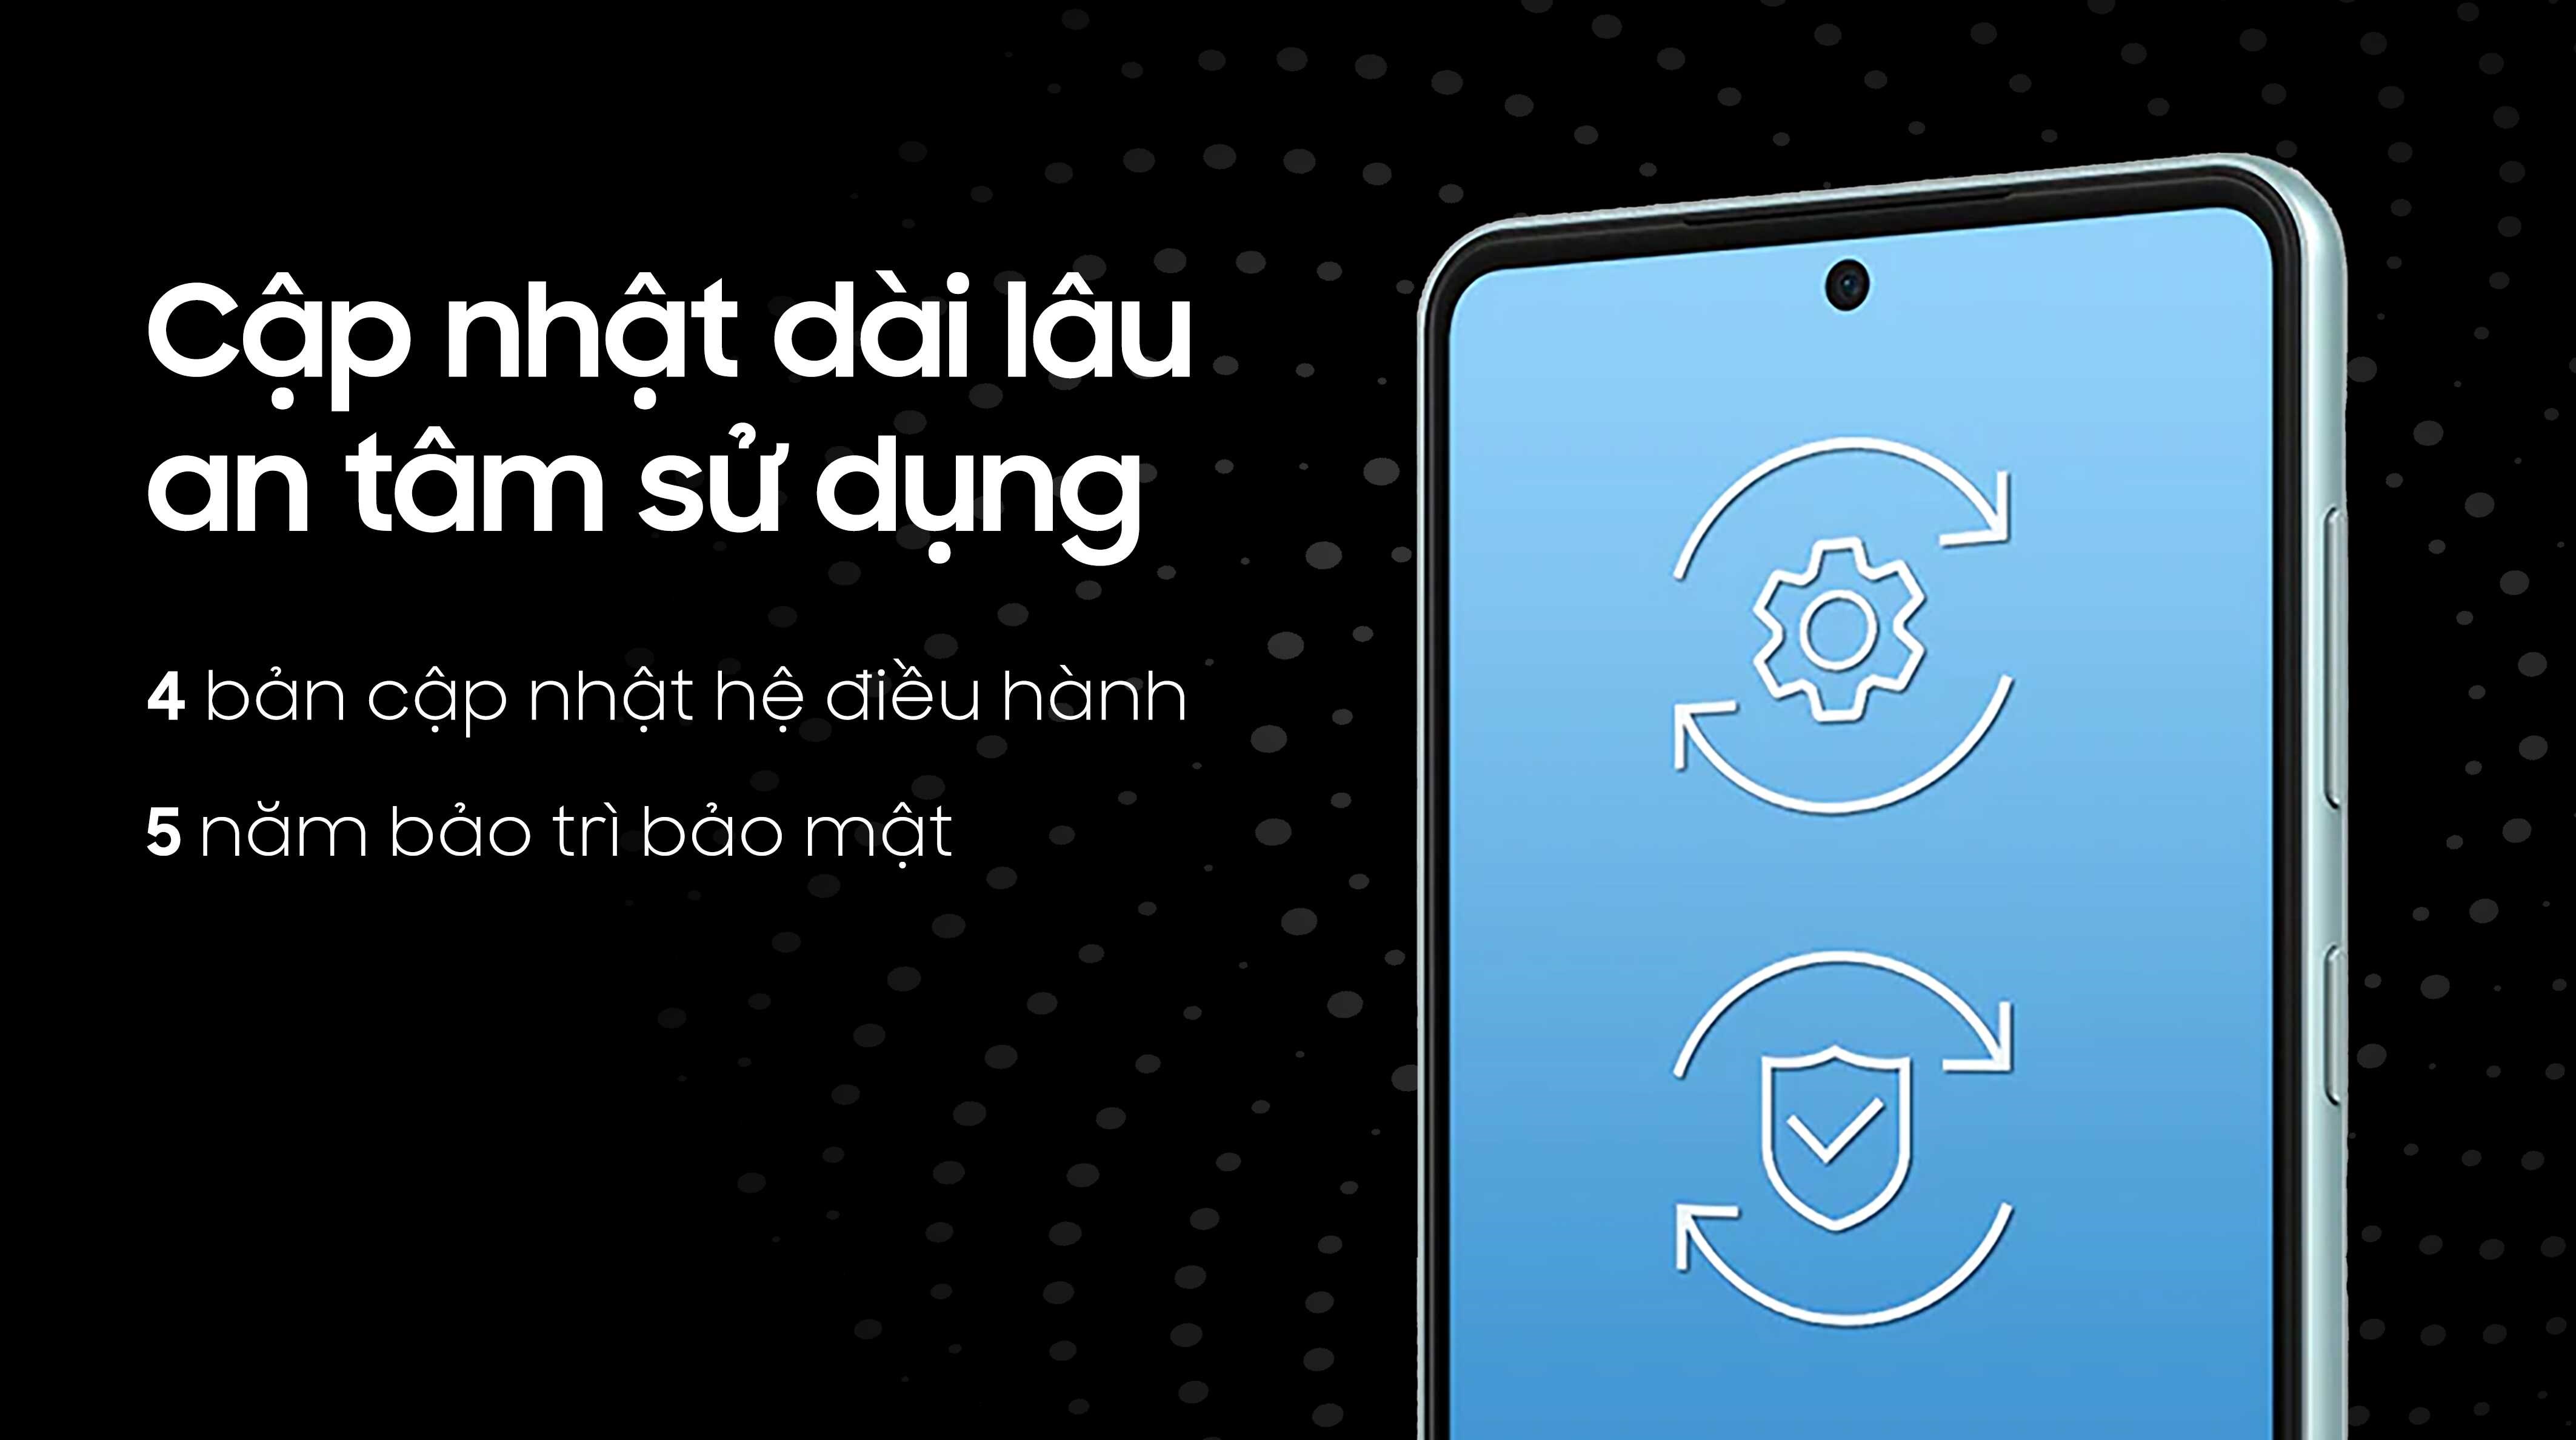 Cập nhật dài lâu
an tâm sử dụng
4 bản cập nhật hệ điều hành
5 năm bảo trì bảo mật